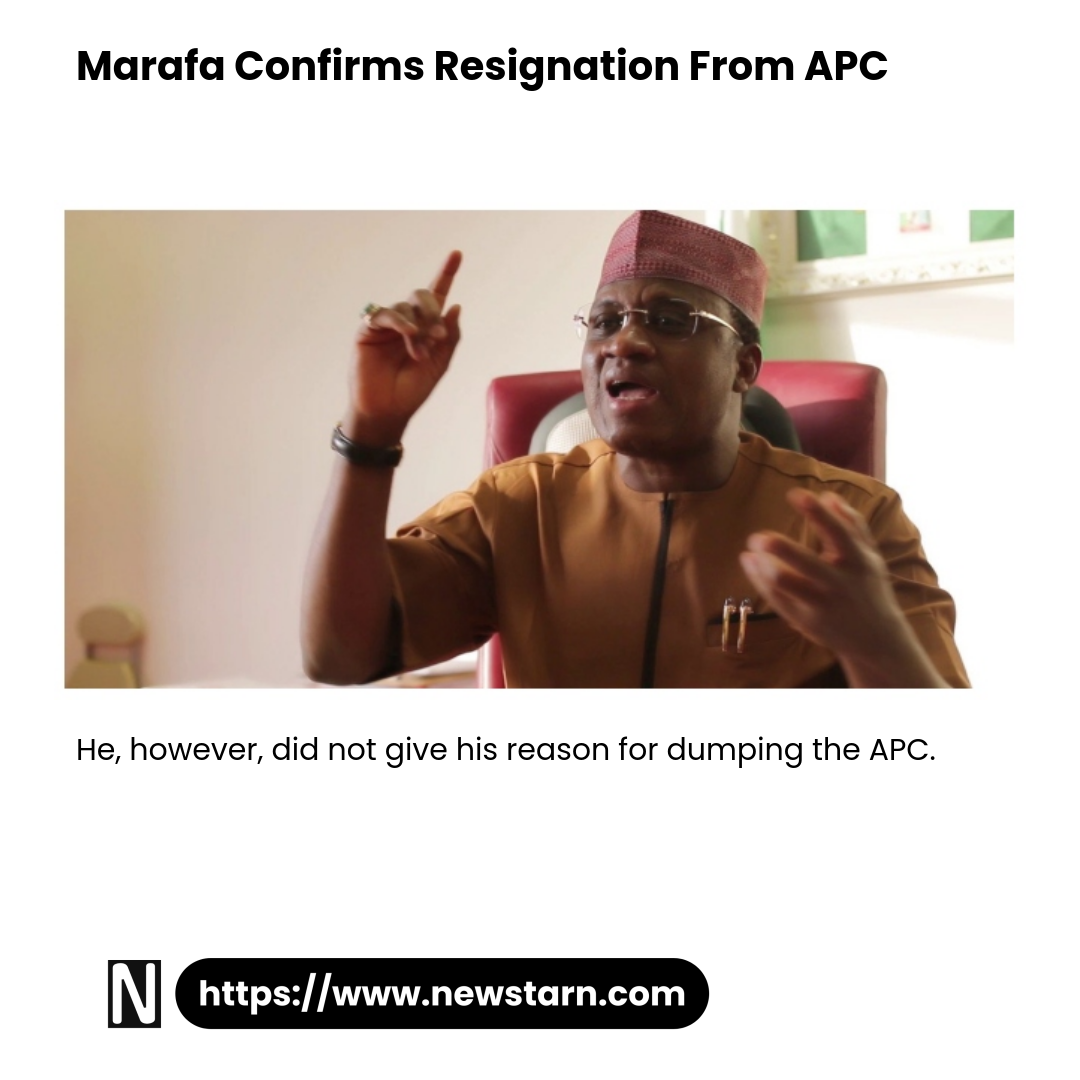 Marafa Confirms Resignation From APC
He, however, did not give his reason for dumping the APC.
N
https://www.newstarn.com